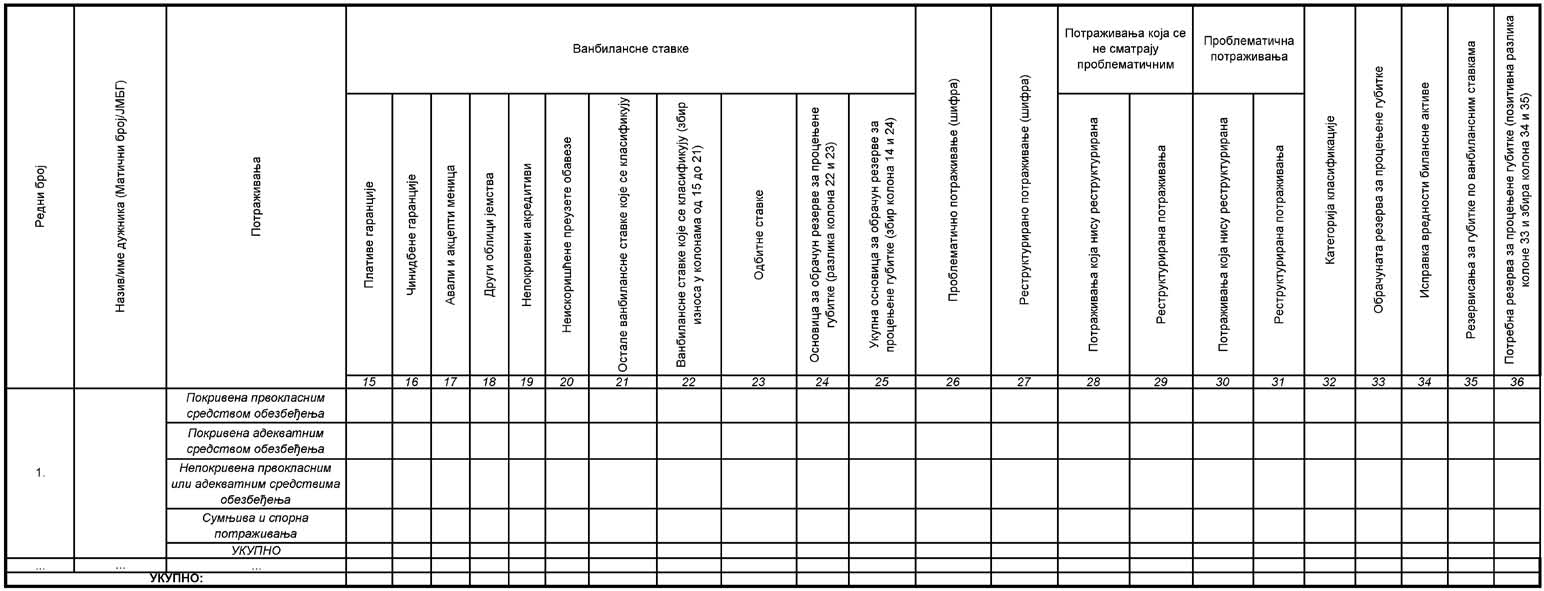 Редни број
Назив/име дужника (Матични број/ЈМБГ)
Потраживања
Ванбилансне ставке
Плативе гаранције
Чинидбене гаранције
Авали и акцепти меница
Други облици јемства
Непокривени акредитиви
Неискоришћене преузете обавезе
Остале ванбилансне ставке које се класификују
Ванбилансне ставке које се класификују (збир
износа у колонама од 15 до 21)
Одбитне ставке
Основица за обрачун резерве за процењене
губитке (разлика колона 22 и 23)
Укупна основица за обрачун резерве за
процењене губитке (збир колона 14 и 24)
Проблематично потраживање (шифра)
Реструктурирано потраживање (шифра)
Потраживања која се
не сматрају
проблематичним
Потраживања која нису реструктурирана
Реструктурирана потраживања
Проблематична
потраживања
Потраживања која нису реструктурирана
Реструктурирана потраживања
Категорија класификације
Обрачуната резерва за процењене губитке
Исправка вредности билансне активе
Резервисања за губитке по ванбилансним ставкама
Потребна резерва за процењене губитке (позитивна разлика
колоне 33 и збира колона 34 и 35)
15 16 17 18 19 20 21 22 23 24 25 26 27 28 29 30 31 32 33 34 35 36
1.
Покривена првокласним
средством обезбеђења
Покривена адекватним
средством обезбеђења
Непокривена првокласним
или адекватним средствима
обезбеђења
Сумњива и спорна
потраживања
УКУПНО
... ... ...
УКУПНО: